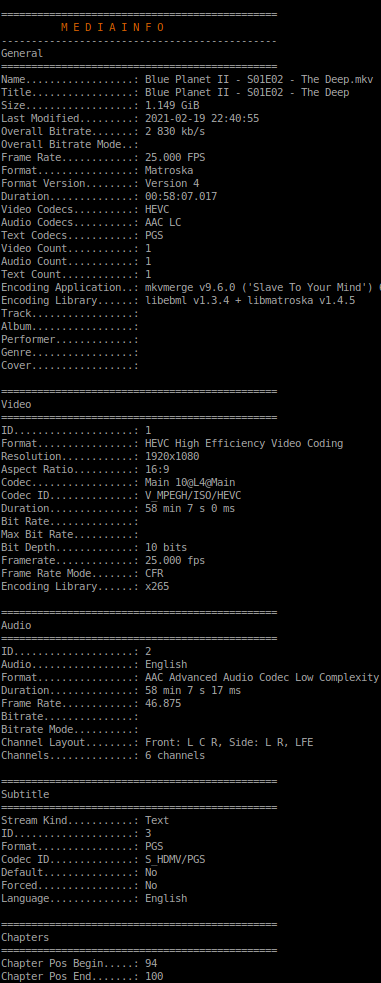 ==============================================
M E D I A I N F O
----------------------------------------------
General
==============================================
Name..................: Blue Planet II - S01E02 - The Deep.mkv
Title.................: Blue Planet II - S01E02 - The Deep
Size..................: 1.149 GiB
Last Modified.........: 2021-02-19 22:40:55
Overall Bitrate.......: 2 830 kb/s
Overall Bitrate Mode..:
Frame Rate............: 25.000 FPS
Format................: Matroska
Format Version........: Version 4
Duration..............: 00:58:07.017
Video Codecs..........: HEVC
Audio Codecs..........: AAC LC
Text Codecs...........: PGS
Video Count...........: 1
Audio Count...........: 1
Text Count............: 1
Encoding Application..: mkvmerge v9.6.0 ('Slave To Your Mind')
Encoding Library......: libebml v1.3.4 + libmatroska v1.4.5
Track.................:
Album.................:
Performer.............:
Genre.................:
Cover.................:
==============================================
Video
==============================================
ID....................: 1
Format................: HEVC High Efficiency Video Coding
Resolution............: 1920x1080
Aspect Ratio..........: 16:9
Codec.................: Main 10@L4@Main
Codec ID..............: V_MPEGH/ISO/HEVC
Duration..............: 58 min 7 s 0 ms
Bit Rate..............:
Max Bit Rate..........:
Bit Depth.............: 10 bits
Framerate.............: 25.000 fps
Frame Rate Mode.......: CFR
Encoding Library......: x265
==============================================
Audio
==============================================
ID....................: 2
Audio.................: English
Format................: AAC Advanced Audio Codec Low Complexity
Duration..............: 58 min 7 s 17 ms
Frame Rate............: 46.875
Bitrate...............:
Bitrate Mode..........:
Channel Layout........: Front: L C R, Side: L R, LFE
Channels..............: 6 channels
==============================================
Subtitle
==============================================
Stream Kind...........: Text
ID....................: 3
Format................: PGS
Codec ID..............: S_HDMV/PGS
Default...............: No
Forced................: No
Language..............: English
==============================================
Chapters
==============================================
Chapter Pos Begin.....: 94
Chapter Pos End.......: 100